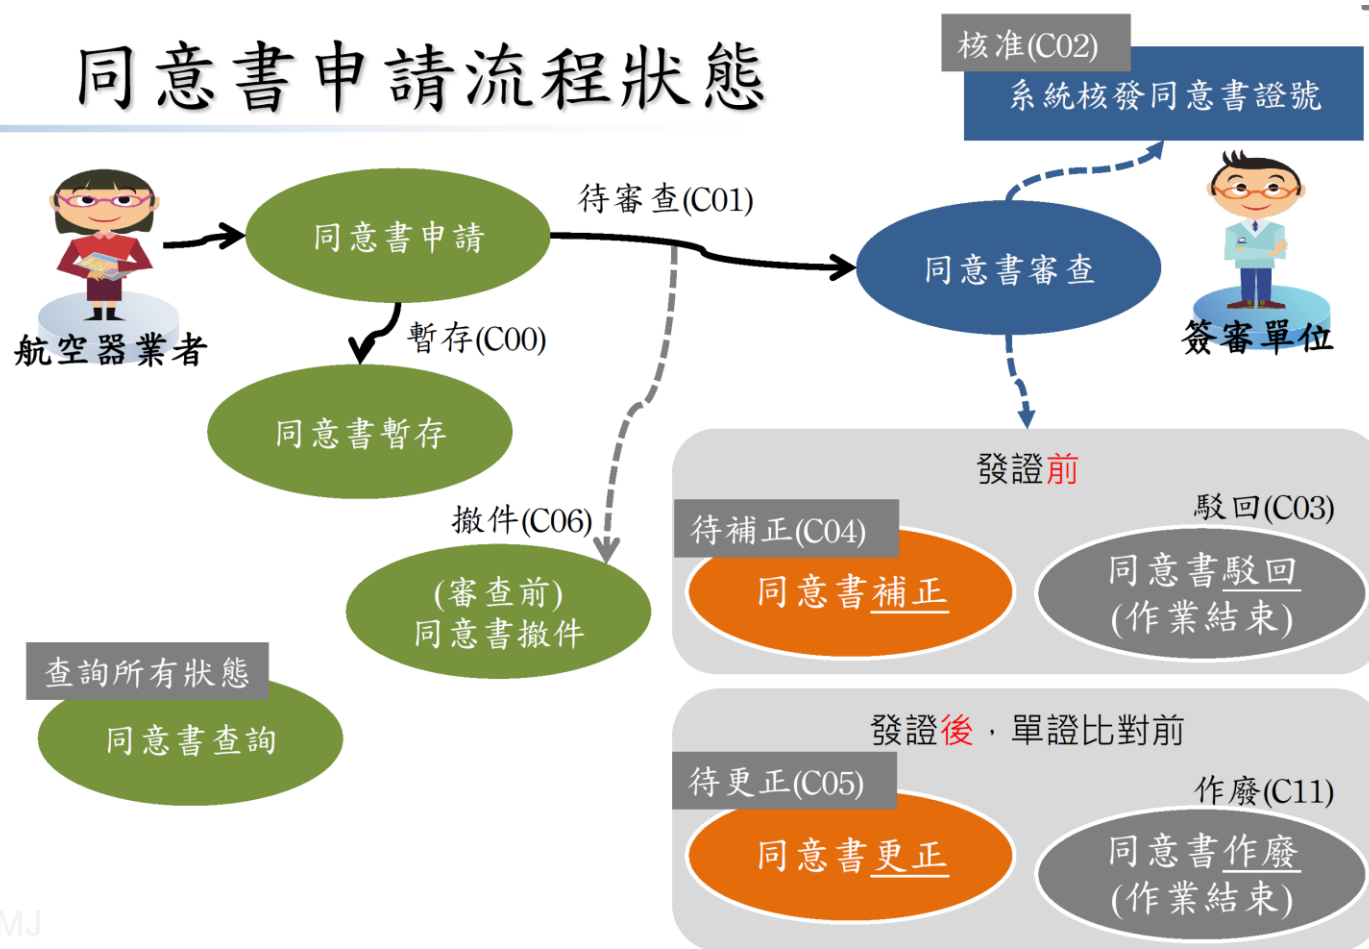 同意書申請流程狀態
核准(C02)
系統核發同意書證號
同意書申請
待審查(C01)
同意書審查
航空器業者
簽審單位
暫存(C00)
同意書暫存
撤件(C06)
(審查前)
同意書撤件
查詢所有狀態
同意書查詢
發證前
待補正(C04)
同意書補正
駁回(C03)
同意書駁回
(作業結束)
發證後，單證比對前
待更正(C05)
同意書更正
作廢(C11)
同意書作廢
(作業結束)
MJ